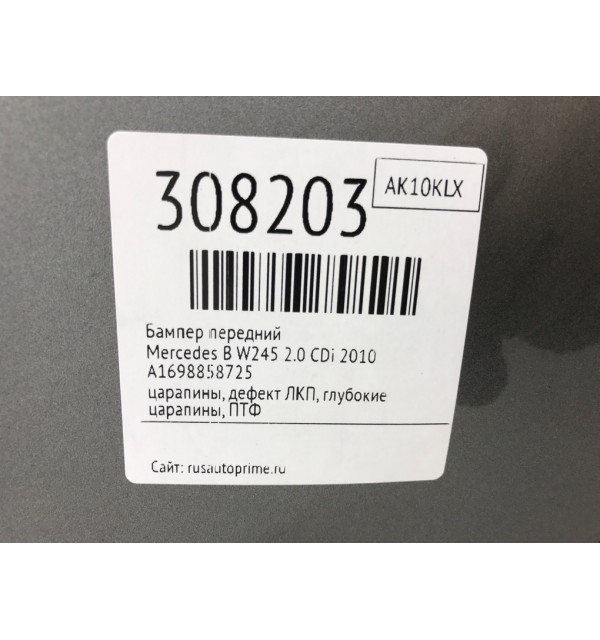 308203
AK10KLX
Бампер передний
Mercedes B W245 2.0 CDi 2010
A1698858725
царапины, дефект ЛКП, глубокие
царапины, ПТФ
Сайт: rusautoprime.ru